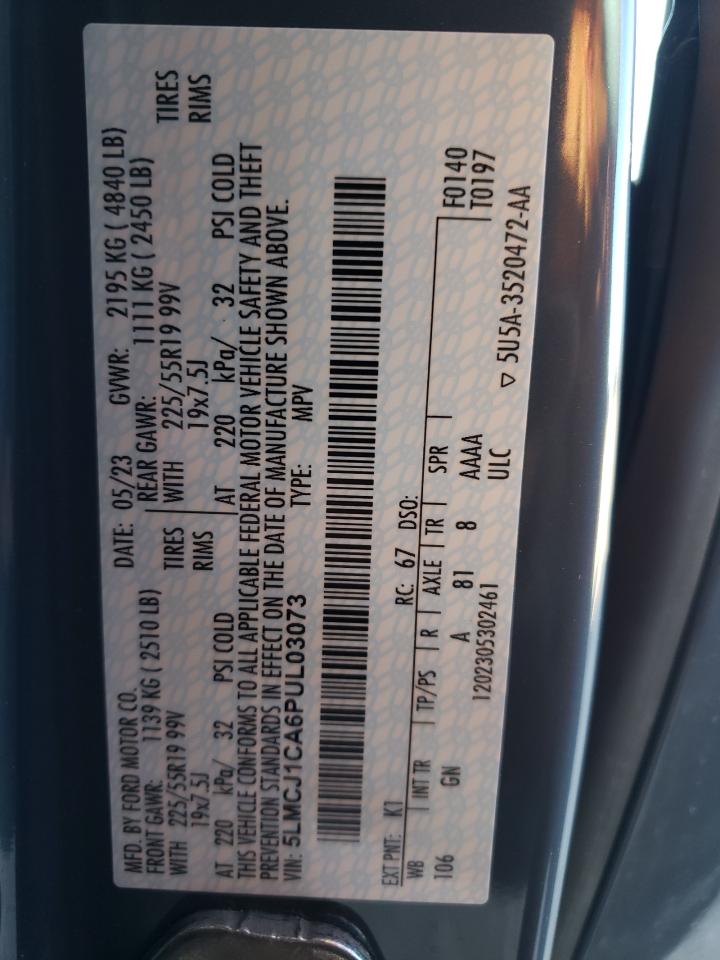 MFD. BY FORD MOTOR CO. DATE: 05/23 GVWR: 2195 KG ( 4840 LB)
FRONT GAWR: 1139 KG ( 2510 LB) REAR GAWR: 1111 KG ( 2450 LB)
WITH 225/55R19 99V TIRES WITH 225/55R19 99V TIRES
19x7.5J RIMS 19x7.5J RIMS
AT 220 kPa/ 32 PSI COLD AT 220 kPa/ 32 PSI COLD
THIS VEHICLE CONFORMS TO ALL APPLICABLE FEDERAL MOTOR VEHICLE SAFETY AND THEFT
PREVENTION STANDARDS IN EFFECT ON THE DATE OF MANUFACTURE SHOWN ABOVE.
VIN: 5LMCJ1CA6PUL03073 TYPE: MPV
EXT PNT: K1 RC: 67 DSO:
WB INT TR TP/PS R AXLE TR SPR F0140
106 GN A 81 8 AAAA T0197
1202305302461 ULC
▽ 5U5A-3520472-AA